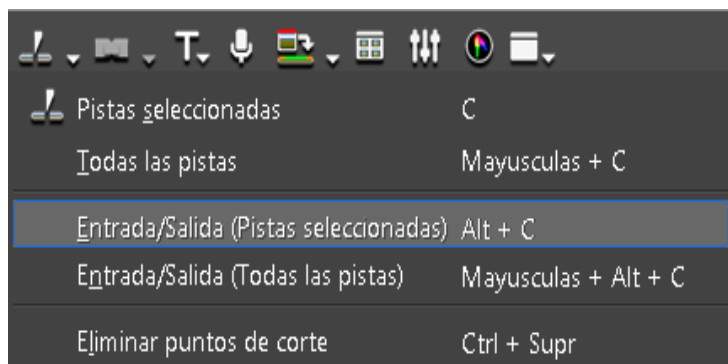 Pistas seleccionadas C
Todas las pistas Mayusculas + C
Entrada/Salida (Pistas seleccionadas) Alt + C
Entrada/Salida (Todas las pistas) Mayusculas + Alt + C
Eliminar puntos de corte Ctrl + Supr